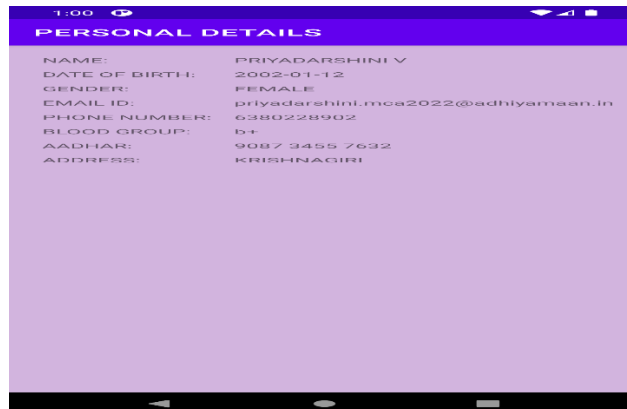 1:00
PERSONAL DETAILS
NAME: PRIYADARSHINI V
DATE OF BIRTH: 2002-01-12
GENDER: FEMALE
EMAIL ID: priyadarshini.mca2022@adhiyamaan.in
PHONE NUMBER: 6380228902
BLOOD GROUP: b+
AADHAR: 9087 3455 7632
ADDRESS: KRISHNAGIRI